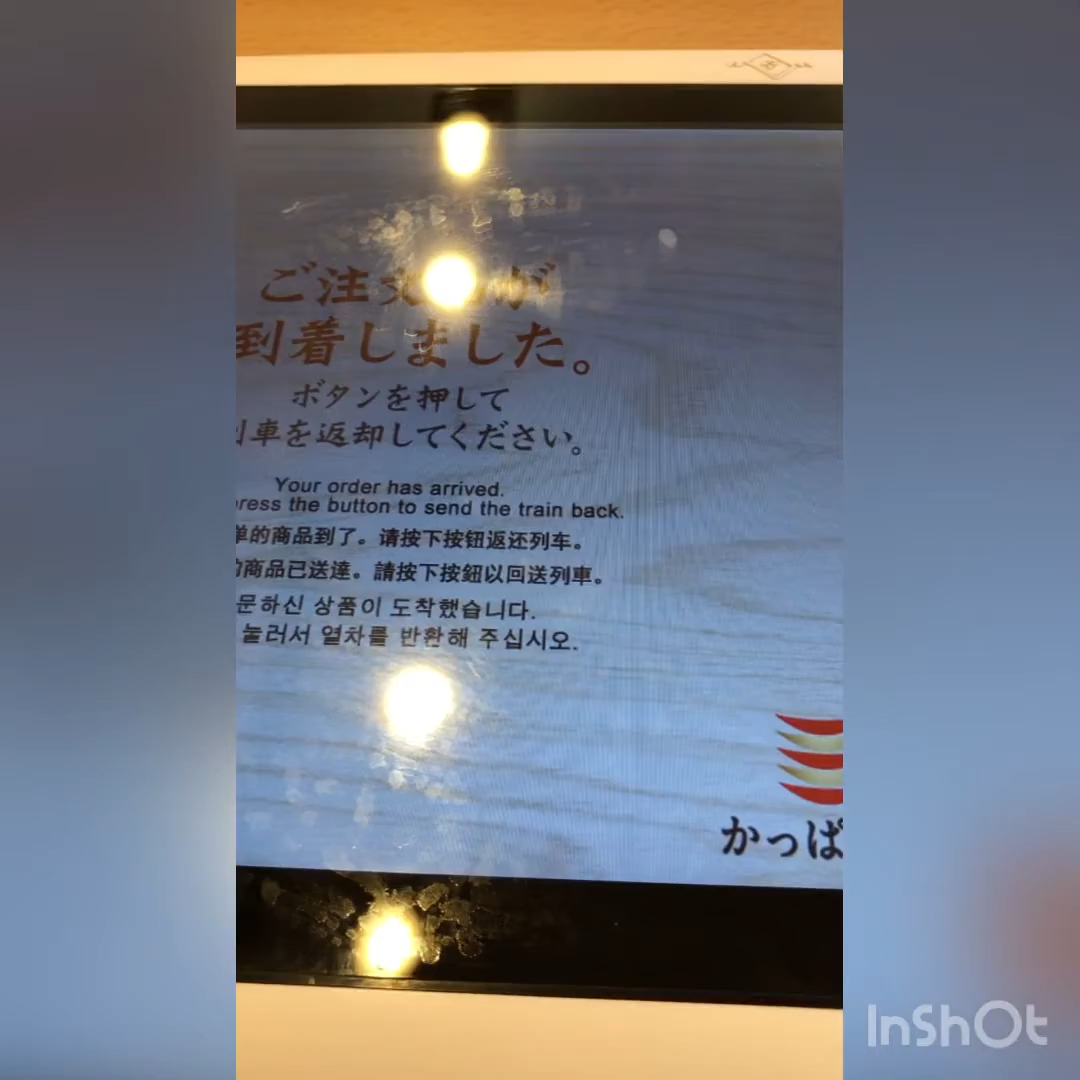 ご注文 が
到着しました。
ボタンを押して
車を返却してください。
Your order has arrived.
press the button to send the train back.
单的商品到了。请按下按钮返还列车。
的商品已送達。請按下按鈕以回送列車。
문하신 상품이 도착했습니다.
눌러서 열차를 반환해 주십시오.
かっぱ
InShOt